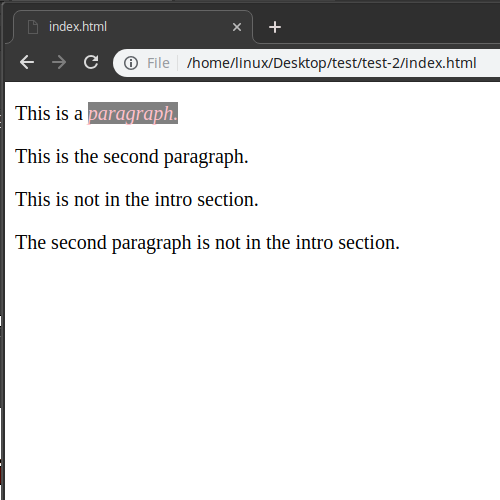 index.html
File /home/linux/Desktop/test/test-2/index.html
This is a paragraph.
This is the second paragraph.
This is not in the intro section.
The second paragraph is not in the intro section.